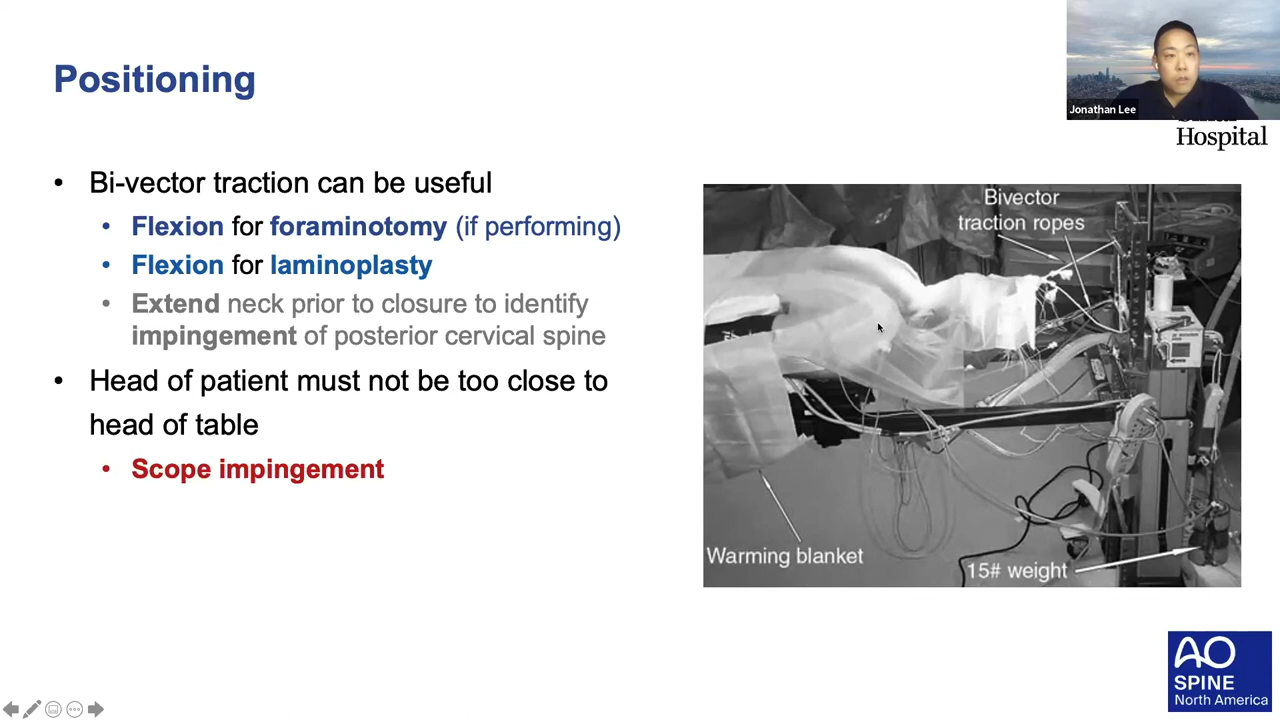 Positioning
Jonathan Lee
Hospital
• Bi-vector traction can be useful
• Flexion for foraminotomy (if performing)
• Flexion for laminoplasty
• Extend neck prior to closure to identify
impingement of posterior cervical spine
• Head of patient must not be too close to
head of table
• Scope impingement
Bivector
traction ropes
Warming blanket
15# weight
AO
SPINE
North America